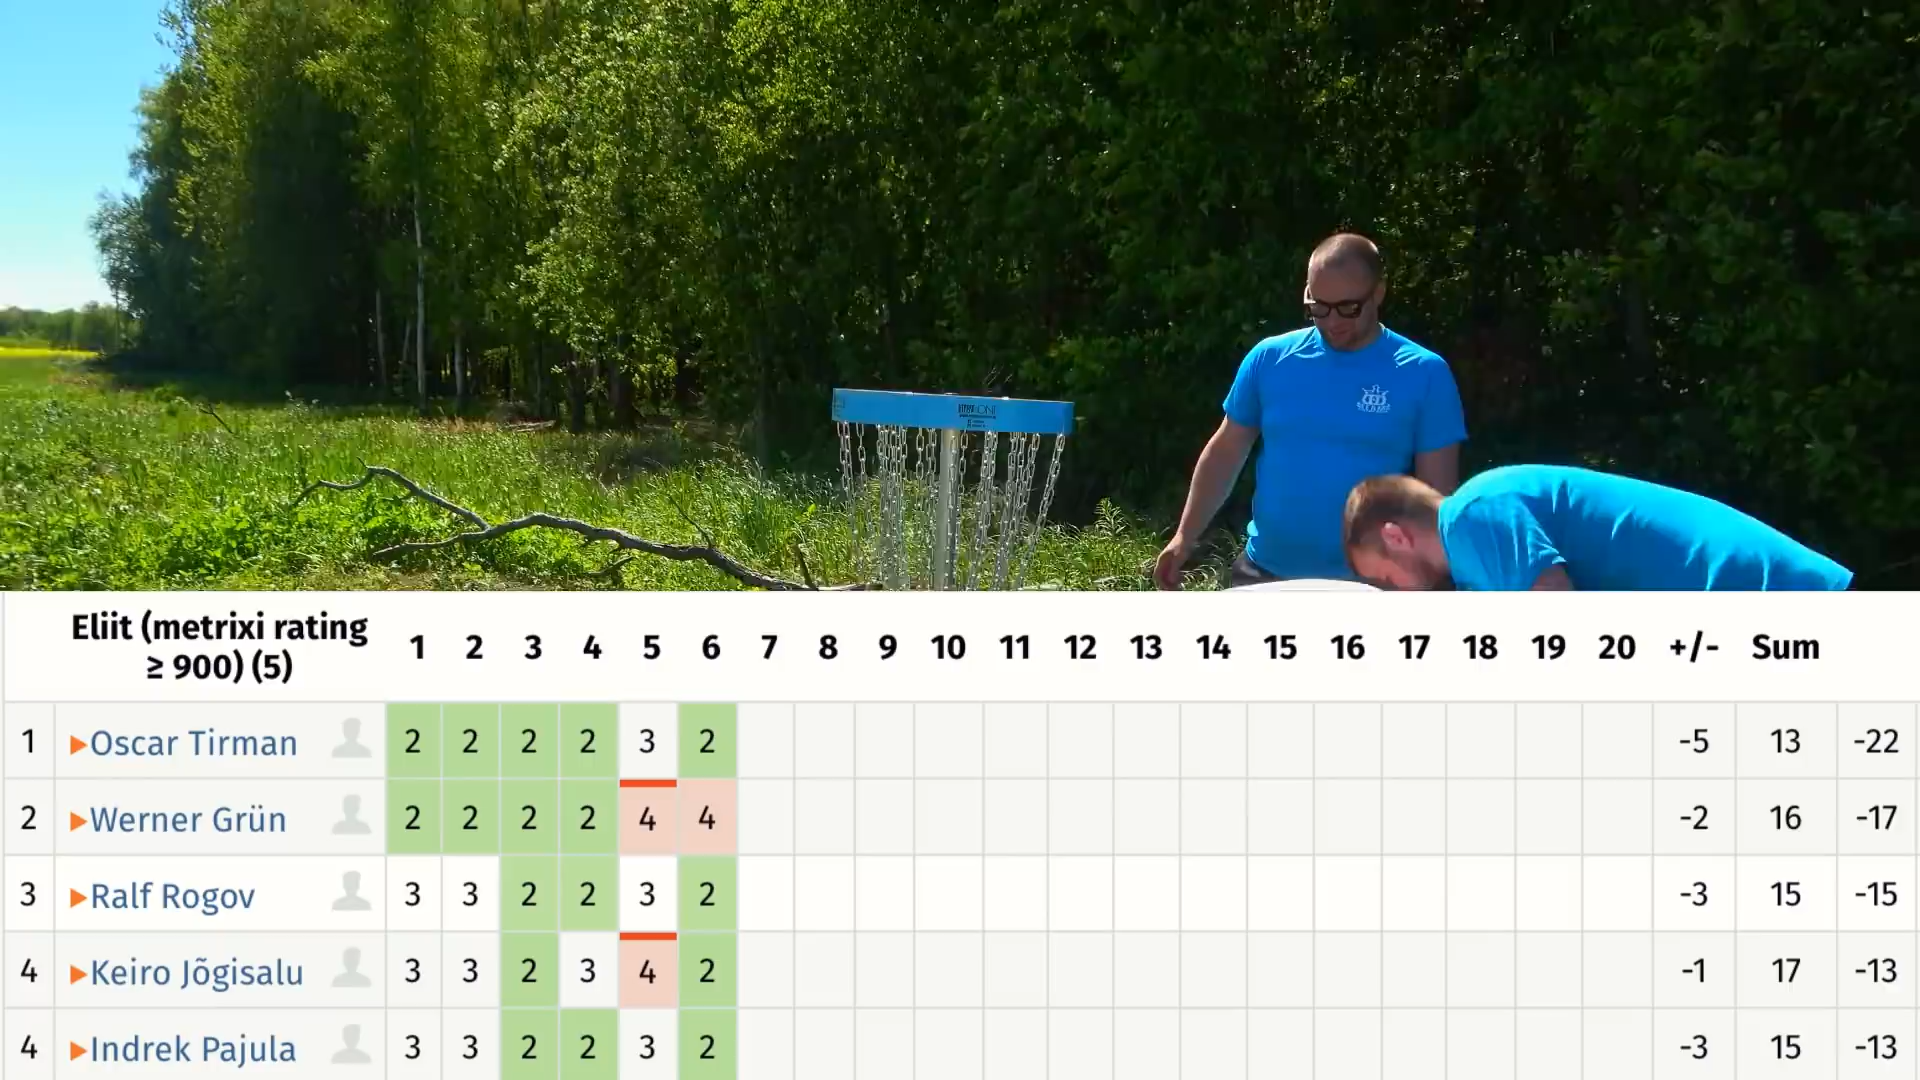 Eliit (metrixi rating
≥ 900) (5) 1 2 3 4 5 6 7 8 9 10 11 12 13 14 15 16 17 18 19 20 +/- Sum
1 Oscar Tirman 2 2 2 2 3 2 -5 13 -22
2 Werner Grün 2 2 2 2 4 4 -2 16 -17
3 Ralf Rogov 3 3 2 2 3 2 -3 15 -15
4 Keiro Jõgisalu 3 3 2 3 4 2 -1 17 -13
4 Indrek Pajula 3 3 2 2 3 2 -3 15 -13